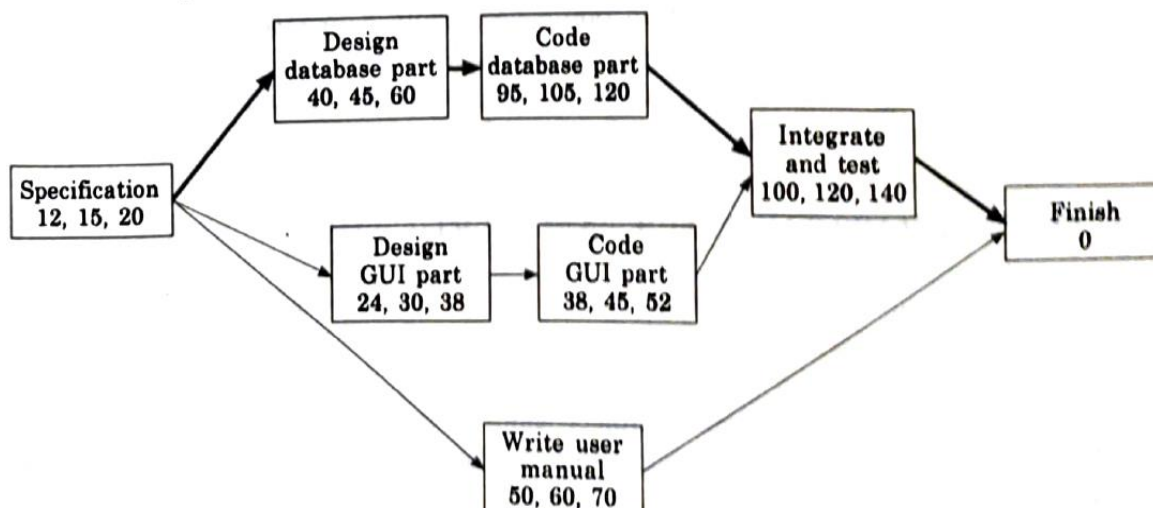 Design
database part
40, 45, 60
Code
database part
95, 105, 120
Integrate
and test
100, 120, 140
Specification
12, 15, 20
Finish
0
Design
GUI part
24, 30, 38
Code
GUI part
38, 45, 52
Write user
manual
50, 60, 70